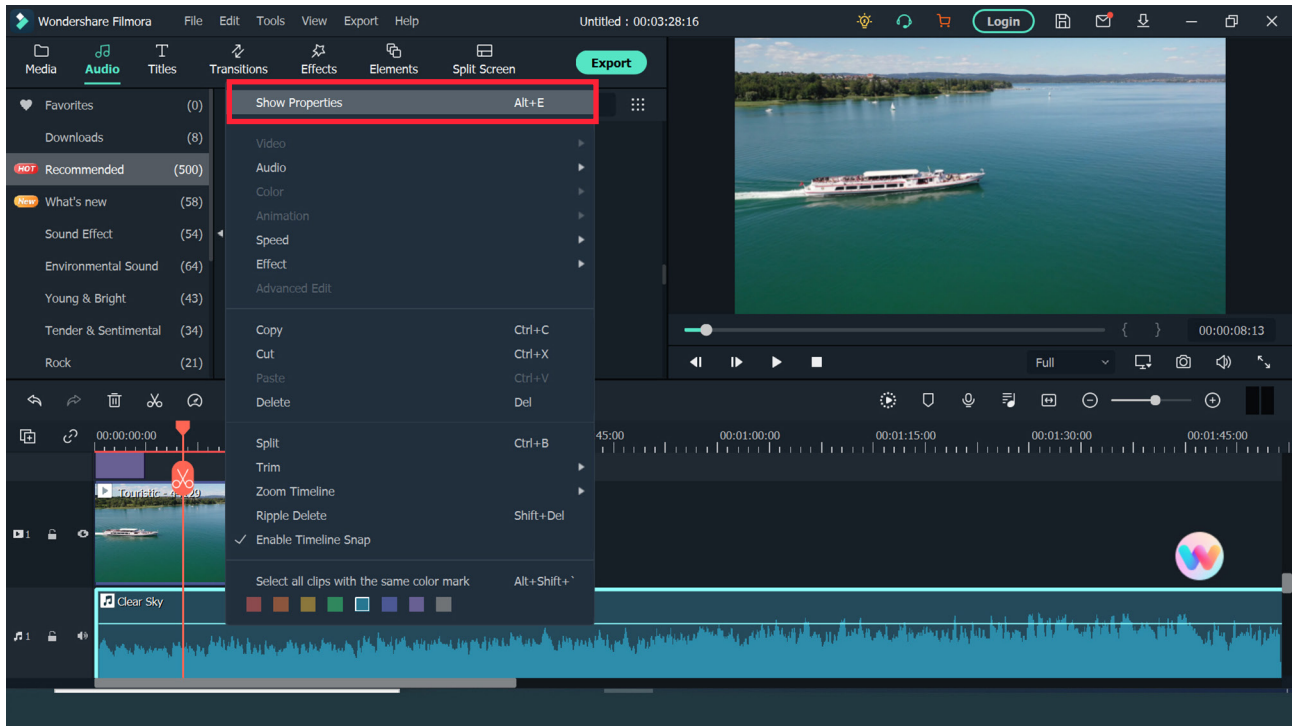 Wondershare Filmora File Edit Tools View Export Help Untitled : 00:03:28:16 Login
Media Audio Titles Transitions Effects Elements Split Screen Export
Favorites (0)
Downloads (8)
HOT Recommended (500)
New What's new (58)
Sound Effect (54)
Environmental Sound (64)
Young & Bright (43)
Tender & Sentimental (34)
Rock (21)
Show Properties Alt+E
Video
Audio
Color
Animation
Speed
Effect
Advanced Edit
Copy Ctrl+C
Cut Ctrl+X
Paste Ctrl+V
Delete Del
Split Ctrl+B
Trim
Zoom Timeline
Ripple Delete Shift+Del
Enable Timeline Snap
Select all clips with the same color mark Alt+Shift+`
{ } 00:00:08:13
Full
00:00:00:00 45:00 00:01:00:00 00:01:15:00 00:01:30:00 00:01:45:00
Touristic -
1
Clear Sky
1